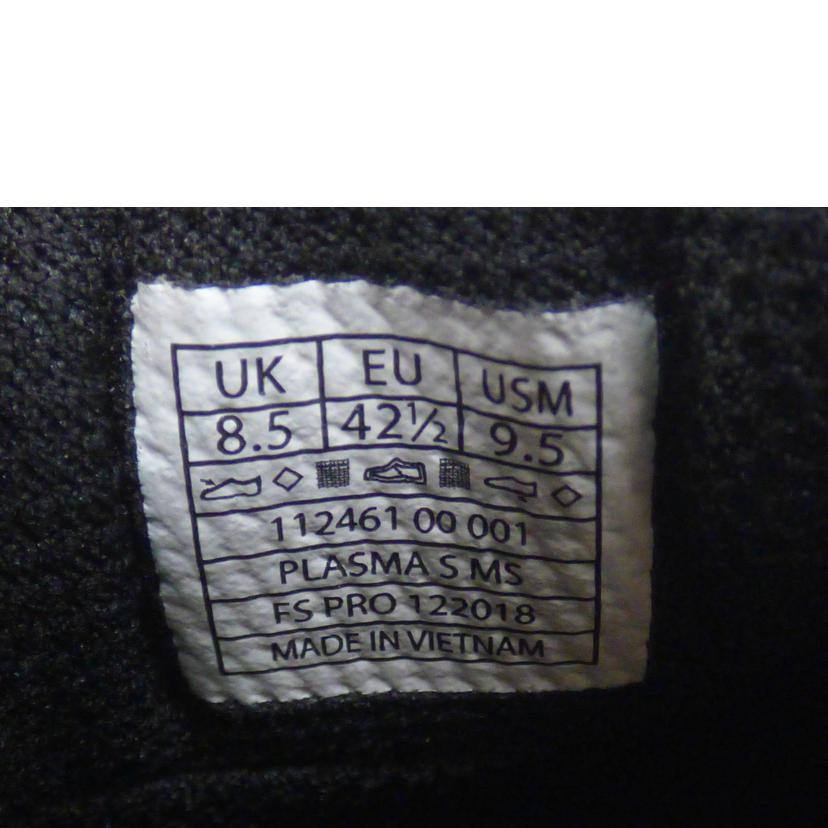 UK EU USM
8.5 42½ 9.5
112461 00 001
PLASMA S MS
FS PRO 122018
MADE IN VIETNAM